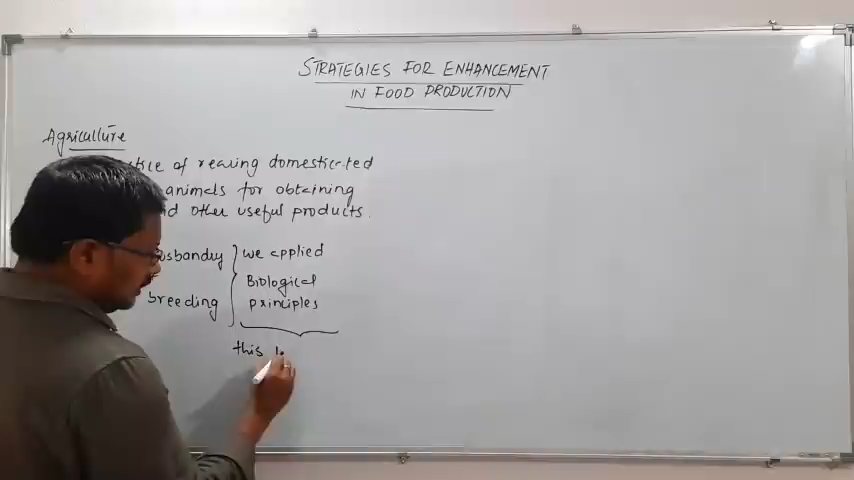 STRATEGIES FOR ENHANCEMENT
IN FOOD PRODUCTION
Agriculture
of rearing domesticated
animals for obtaining
other useful products.
we applied
breeding Biological
principles
this